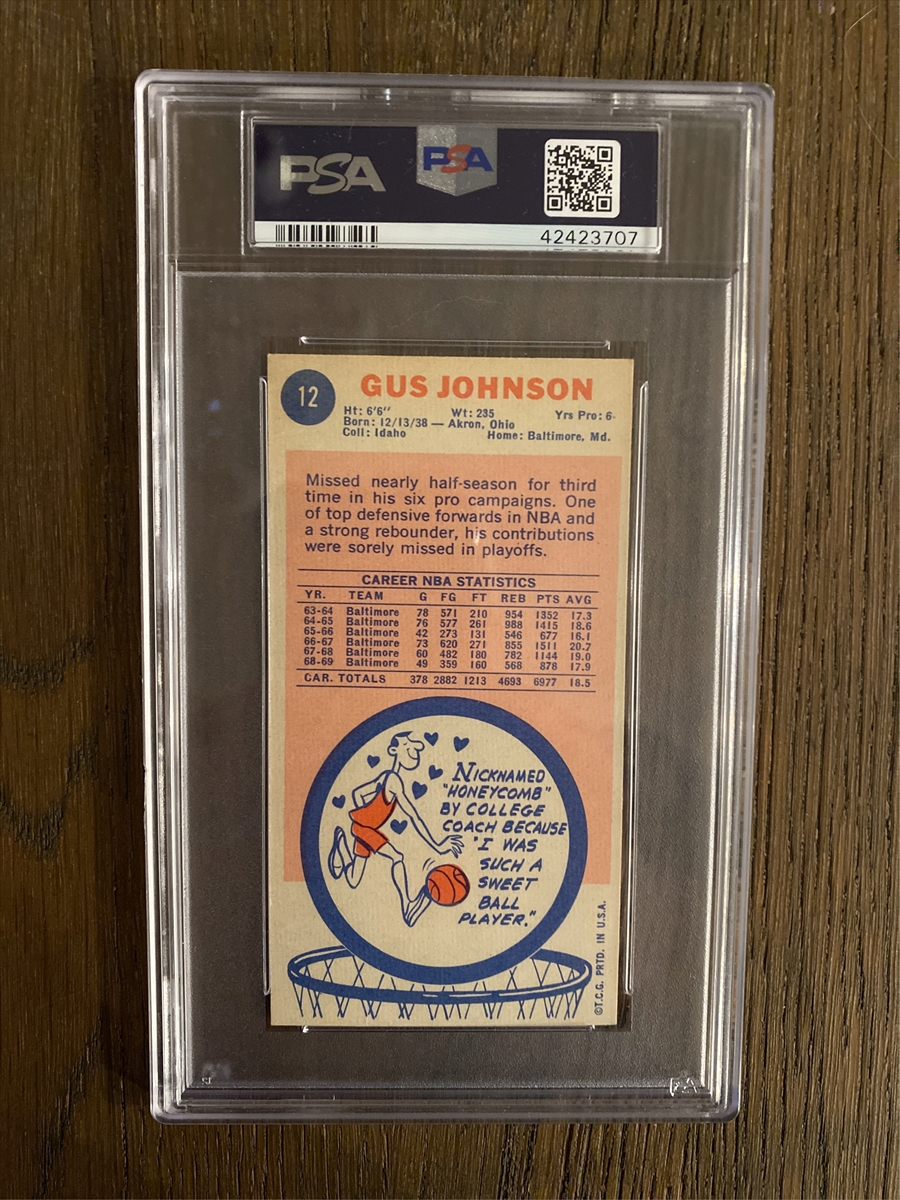 PSA
PSA
42423707
12
GUS JOHNSON
Ht: 6'6" Wt: 235 Yrs Pro: 6
Born: 12/13/38 — Akron, Ohio
Coll: Idaho Home: Baltimore, Md.
Missed nearly half-season for third
time in his six pro campaigns. One
of top defensive forwards in NBA and
a strong rebounder, his contributions
were sorely missed in playoffs.
CAREER NBA STATISTICS
YR. TEAM G FG FT REB PTS AVG
63-64 Baltimore 78 571 210 954 1352 17.3
64-65 Baltimore 76 577 261 988 1415 18.6
65-66 Baltimore 42 273 131 546 677 16.1
66-67 Baltimore 73 620 271 855 1511 20.7
67-68 Baltimore 60 482 180 782 1144 19.0
68-69 Baltimore 49 359 160 568 878 17.9
CAR. TOTALS 378 2882 1213 4693 6977 18.5
NICKNAMED
"HONEYCOMB"
BY COLLEGE
COACH BECAUSE
"I WAS
SUCH A
SWEET
BALL
PLAYER."
©T.C.G. PRTD. IN U.S.A.
PSA